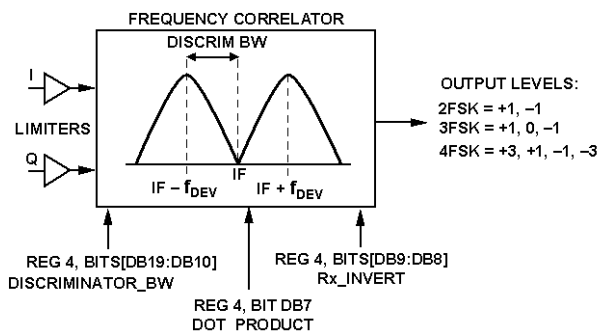 FREQUENCY CORRELATOR
DISCRIM BW
I
LIMITERS
Q
IF
IF – fDEV
IF + fDEV
OUTPUT LEVELS:
2FSK = +1, –1
3FSK = +1, 0, –1
4FSK = +3, +1, –1, –3
REG 4, BITS[DB19:DB10]
DISCRIMINATOR_BW
REG 4, BIT DB7
DOT_PRODUCT
REG 4, BITS[DB9:DB8]
Rx_INVERT